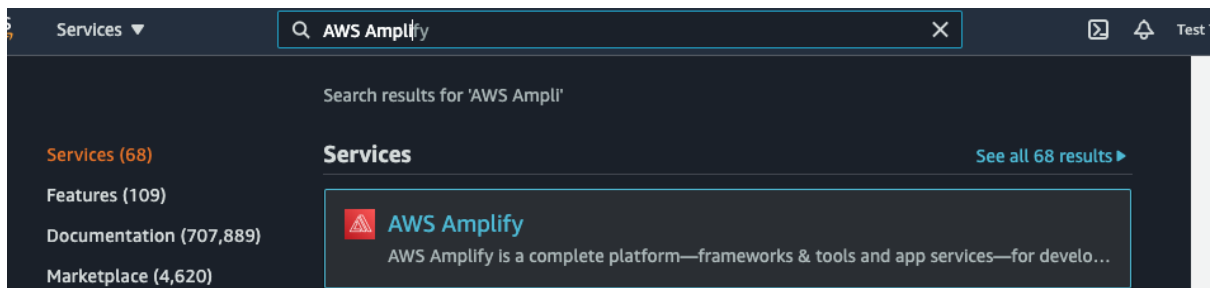 Services ▼
AWS Amplify
Test
Search results for 'AWS Ampli'
Services (68)
Features (109)
Documentation (707,889)
Marketplace (4,620)
Services
See all 68 results ▶
AWS Amplify
AWS Amplify is a complete platform—frameworks & tools and app services—for develo...